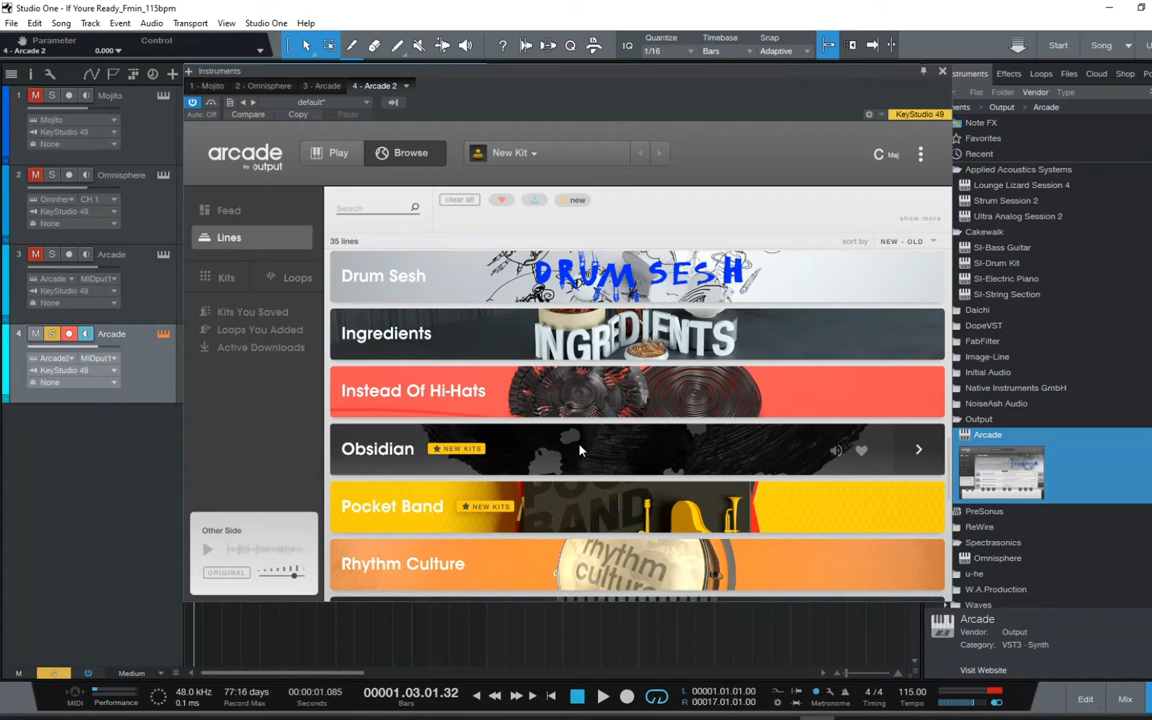 Studio One - If Youre Ready_Fmin_115bpm
File Edit Song Track Event Audio Transport View Studio One Help
Parameter Control
4 - Arcade 2 0.000
Quantize Timebase Snap
IQ 1/16 Bars Adaptive
Start Song
Instruments
1 - Mojito 2 - Omnisphere 3 - Arcade 4 - Arcade 2
default*
Auto: Off Compare Copy Paste KeyStudio 49
Effects Loops Files Cloud Shop
Flat Folder Vendor Type
Output Arcade
1 M S Mojito
Mojito
KeyStudio 49
None
2 M S Omnisphere
CH 1
KeyStudio 49
None
3 M S Arcade
Arcade
KeyStudio 49
None
4 M S Arcade
Arcade2
KeyStudio 49
None
arcade
by output
Play Browse New Kit C Maj
Feed
Lines
Kits Loops
Kits You Saved
Loops You Added
Active Downloads
Other Side
ORIGINAL
Search clear all new
show more
35 lines sort by NEW - OLD
Drum Sesh DRUM SESH
Ingredients INGREDIENTS
Instead Of Hi-Hats
Obsidian NEW KITS
Pocket Band NEW KITS
Rhythm Culture rhythm culture
Note FX
Favorites
Recent
Applied Acoustics Systems
Lounge Lizard Session 4
Strum Session 2
Ultra Analog Session 2
Cakewalk
SI-Bass Guitar
SI-Drum Kit
SI-Electric Piano
SI-String Section
Daichi
DopeVST
FabFilter
Image-Line
Initial Audio
Native Instruments GmbH
NoiseAsh Audio
Output
Arcade
PreSonus
ReWire
Spectrasonics
Omnisphere
u-he
W.A.Production
Waves
Arcade
Vendor: Output
Category: VST3 - Synth
Visit Website
M S Medium
MIDI Performance
48.0 kHz
0.1 ms
77:16 days
Record Max
00:00:01.085
Seconds
00001.03.01.32
Bars
L 00001.01.01.00
R 00017.01.01.00
Metronome
4 / 4
Timing
115.00
Tempo
Edit Mix